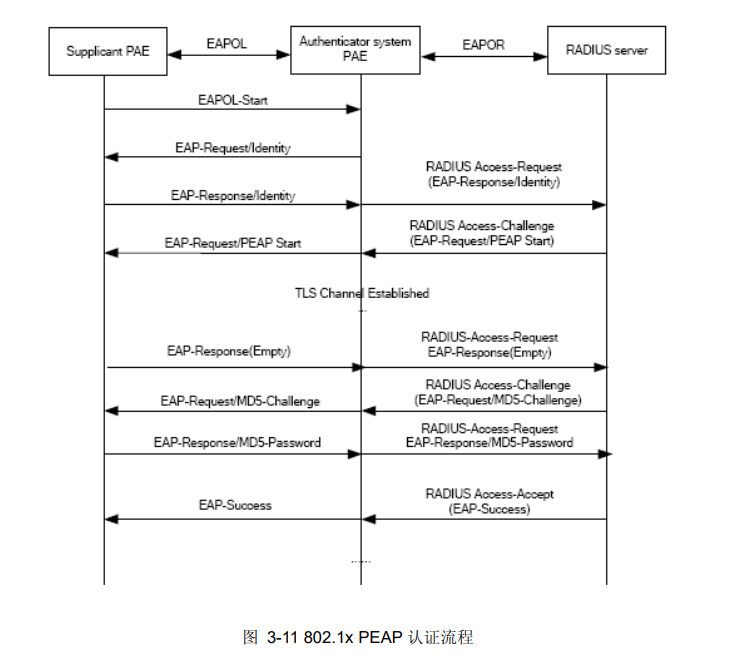 Supplicant PAE
EAPOL
Authenticator system
PAE
EAPOR
RADIUS server
EAPOL-Start
EAP-Request/Identity
RADIUS Access-Request
(EAP-Response/Identity)
EAP-Response/Identity
RADIUS Access-Challenge
(EAP-Request/PEAP Start)
EAP-Request/PEAP Start
TLS Channel Established
...
EAP-Response(Empty)
RADIUS-Access-Request
EAP-Response(Empty)
RADIUS Access-Challenge
(EAP-Request/MD5-Challenge)
EAP-Request/MD5-Challenge
RADIUS-Access-Request
EAP-Response/MD5-Password
EAP-Response/MD5-Password
RADIUS Access-Accept
(EAP-Success)
EAP-Success
......
图 3-11 802.1x PEAP 认证流程